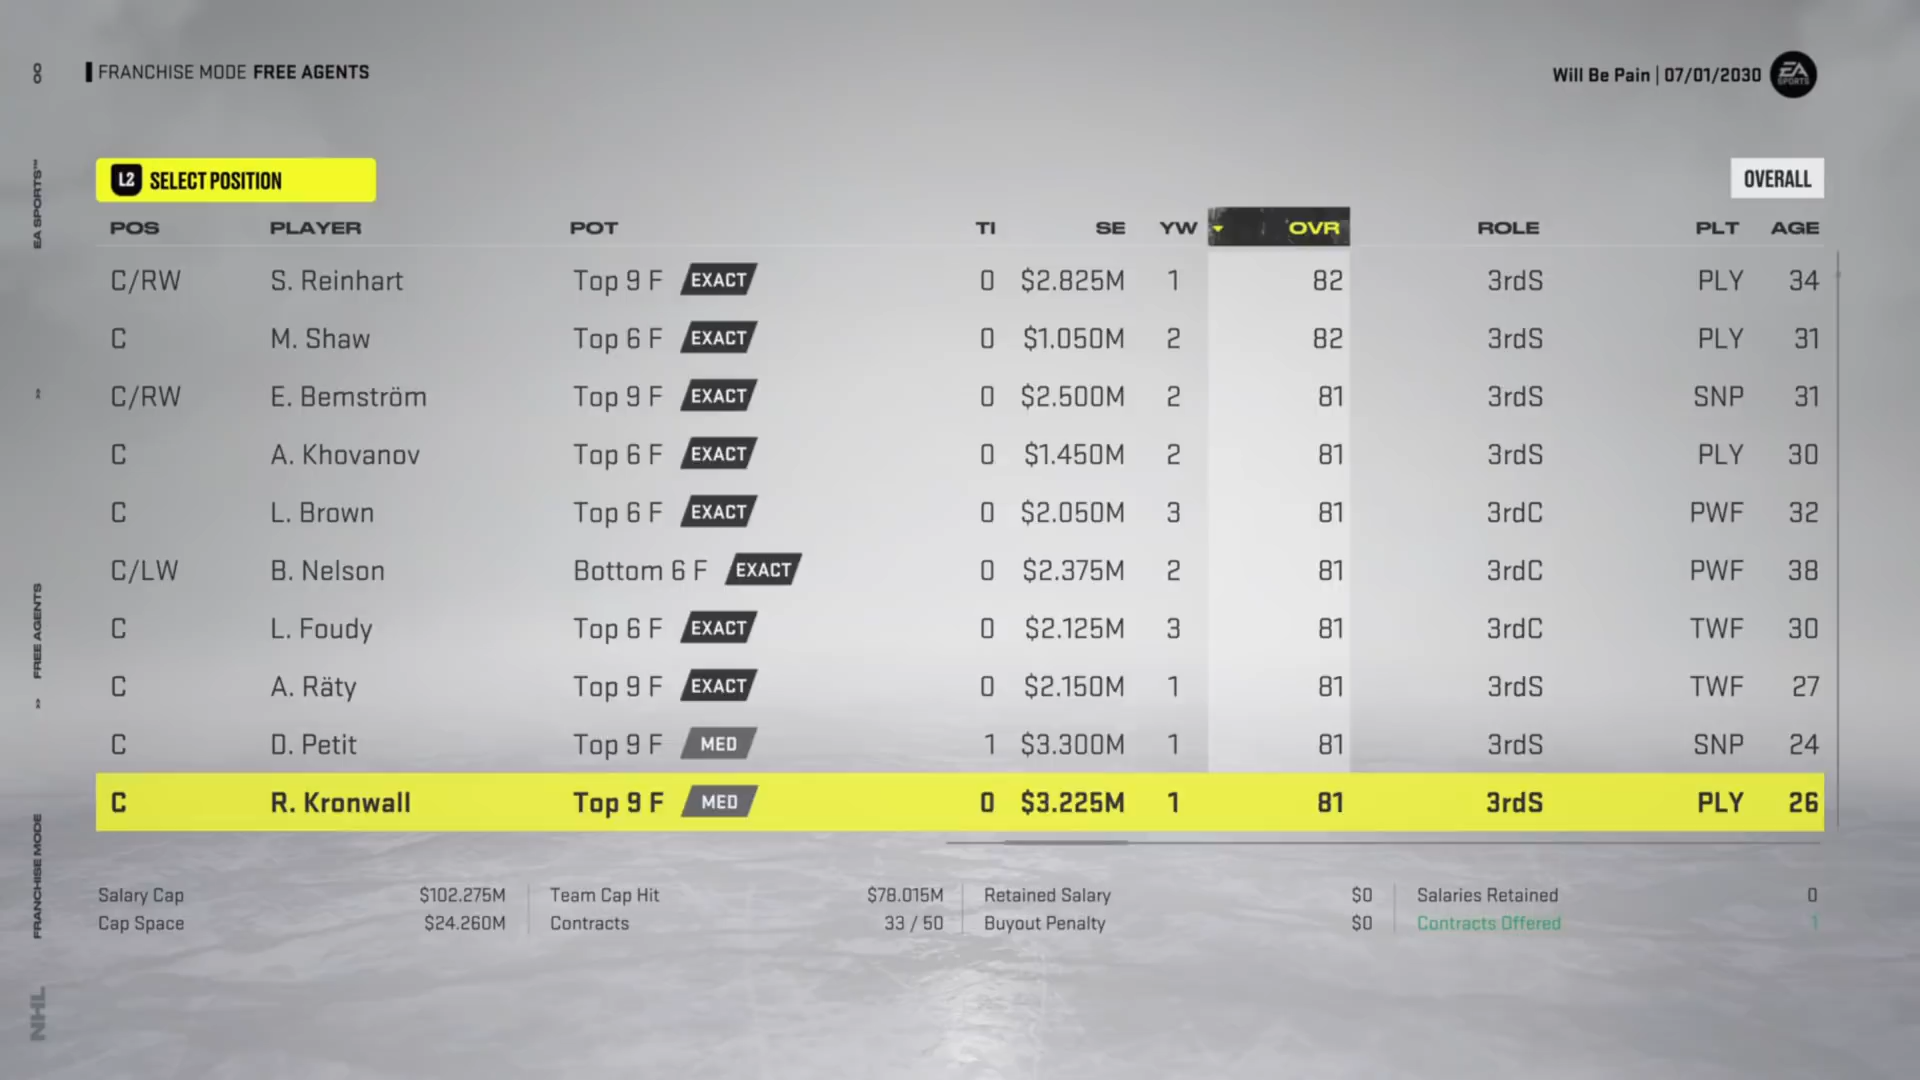 FRANCHISE MODE FREE AGENTS
Will Be Pain | 07/01/2030
EA SPORTS
L2 SELECT POSITION
OVERALL
POS PLAYER POT TI SE YW OVR ROLE PLT AGE
C/RW S. Reinhart Top 9 F EXACT 0 $2.825M 1 82 3rdS PLY 34
C M. Shaw Top 6 F EXACT 0 $1.050M 2 82 3rdS PLY 31
C/RW E. Bemström Top 9 F EXACT 0 $2.500M 2 81 3rdS SNP 31
C A. Khovanov Top 6 F EXACT 0 $1.450M 2 81 3rdS PLY 30
C L. Brown Top 6 F EXACT 0 $2.050M 3 81 3rdC PWF 32
C/LW B. Nelson Bottom 6 F EXACT 0 $2.375M 2 81 3rdC PWF 38
C L. Foudy Top 6 F EXACT 0 $2.125M 3 81 3rdC TWF 30
C A. Räty Top 9 F EXACT 0 $2.150M 1 81 3rdS TWF 27
C D. Petit Top 9 F MED 1 $3.300M 1 81 3rdS SNP 24
C R. Kronwall Top 9 F MED 0 $3.225M 1 81 3rdS PLY 26
Salary Cap $102.275M Team Cap Hit $78.015M Retained Salary $0 Salaries Retained 0
Cap Space $24.260M Contracts 33 / 50 Buyout Penalty $0 Contracts Offered 1
EA SPORTS™
FREE AGENTS
FRANCHISE MODE
NHL